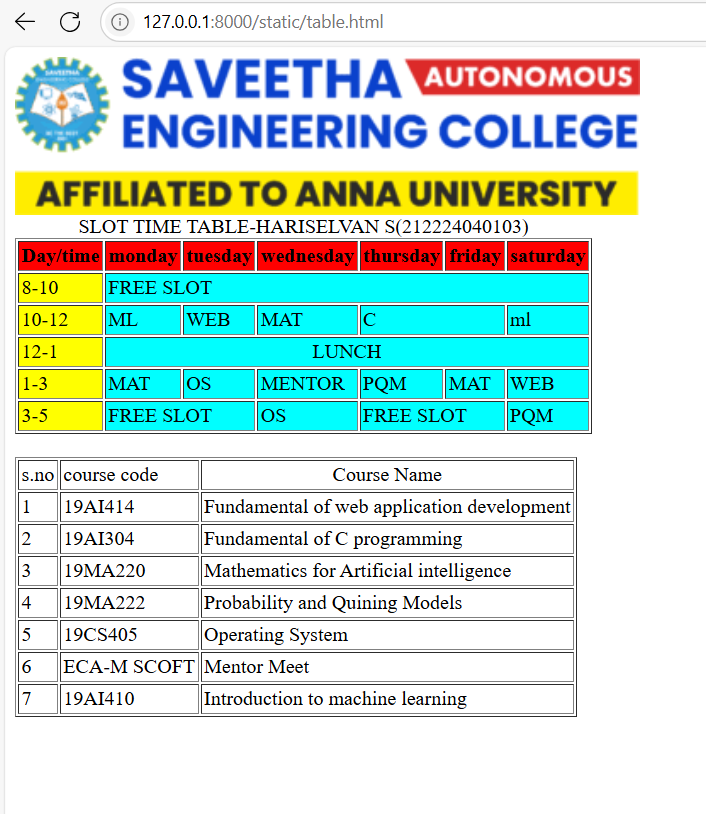 127.0.0.1:8000/static/table.html
SAVEETHA AUTONOMOUS
ENGINEERING COLLEGE
AFFILIATED TO ANNA UNIVERSITY
SLOT TIME TABLE-HARISELVAN S(212224040103)
Day/time monday tuesday wednesday thursday friday saturday
8-10 FREE SLOT
10-12 ML WEB MAT C ml
12-1 LUNCH
1-3 MAT OS MENTOR PQM MAT WEB
3-5 FREE SLOT OS FREE SLOT PQM
s.no course code Course Name
1 19AI414 Fundamental of web application development
2 19AI304 Fundamental of C programming
3 19MA220 Mathematics for Artificial intelligence
4 19MA222 Probability and Quining Models
5 19CS405 Operating System
6 ECA-M SCOFT Mentor Meet
7 19AI410 Introduction to machine learning